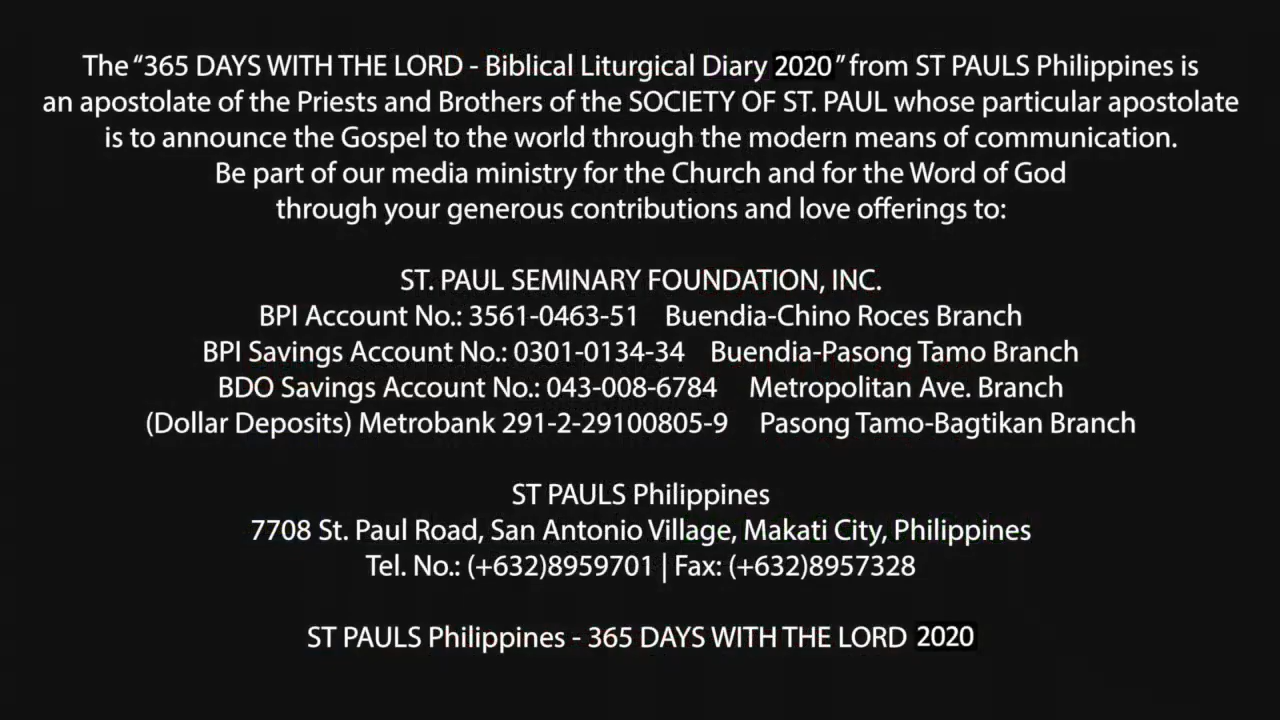 The “365 DAYS WITH THE LORD - Biblical Liturgical Diary 2020” from ST PAULS Philippines is
an apostolate of the Priests and Brothers of the SOCIETY OF ST. PAUL whose particular apostolate
is to announce the Gospel to the world through the modern means of communication.
Be part of our media ministry for the Church and for the Word of God
through your generous contributions and love offerings to:
ST. PAUL SEMINARY FOUNDATION, INC.
BPI Account No.: 3561-0463-51 Buendia-Chino Roces Branch
BPI Savings Account No.: 0301-0134-34 Buendia-Pasong Tamo Branch
BDO Savings Account No.: 043-008-6784 Metropolitan Ave. Branch
(Dollar Deposits) Metrobank 291-2-29100805-9 Pasong Tamo-Bagtikan Branch
ST PAULS Philippines
7708 St. Paul Road, San Antonio Village, Makati City, Philippines
Tel. No.: (+632)8959701 | Fax: (+632)8957328
ST PAULS Philippines - 365 DAYS WITH THE LORD 2020